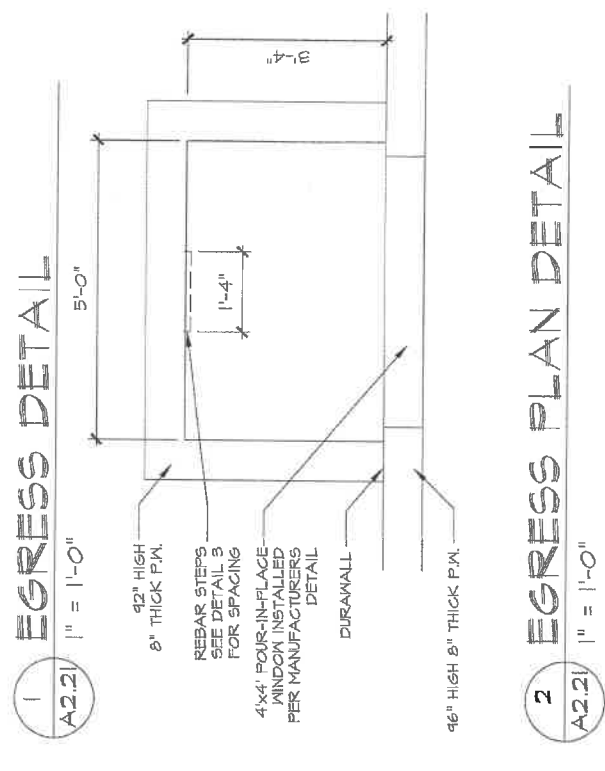 1
A2.21
EGRESS DETAIL
1" = 1'-0"
5'-0"
3'-4"
1'-4"
92" HIGH
8" THICK P.W.
REBAR STEPS
SEE DETAIL 3
FOR SPACING
4'x4' POUR-IN-PLACE
WINDOW INSTALLED
PER MANUFACTURERS
DETAIL
DURAWALL
96" HIGH 8" THICK P.W.
2
A2.21
EGRESS PLAN DETAIL
1" = 1'-0"